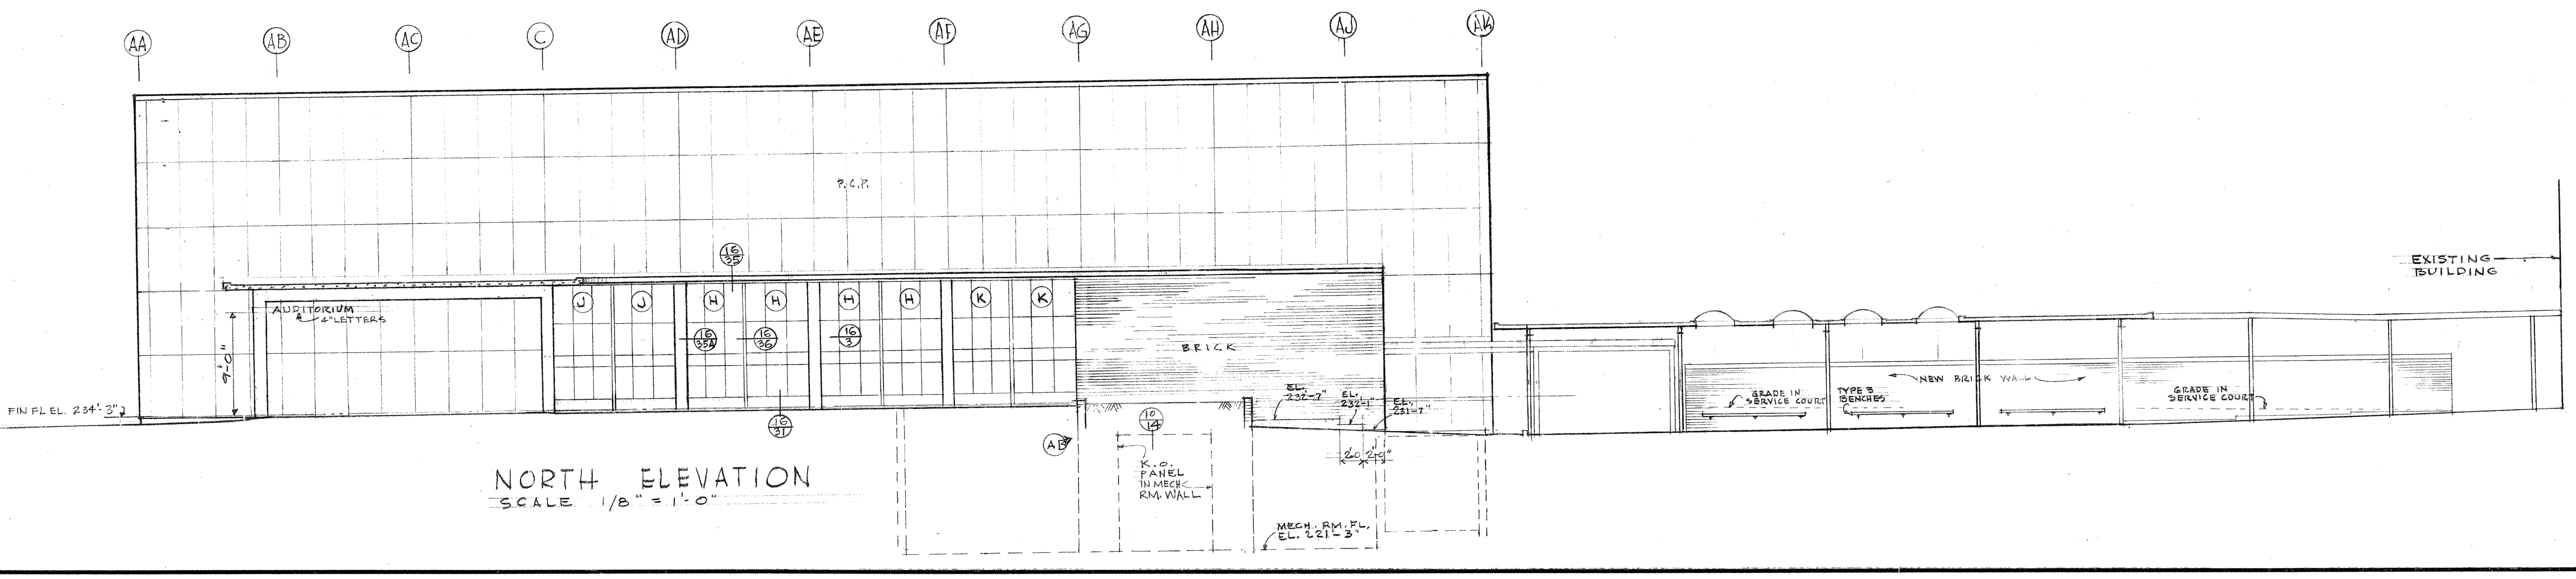 AA AB AC C AD AE AF AG AH AJ AK
P.C.P.
16
35
EXISTING
BUILDING
AUDITORIUM
4" LETTERS
J J H H H H K K
16
35A
16
36
16
3
9'-0"
BRICK
NEW BRICK WALL
EL.
232'-7"
EL.
232'-1"
EL.
231'-7"
GRADE IN
SERVICE COURT
TYPE 3
BENCHES
GRADE IN
SERVICE COURT
FIN FL EL. 234'-3"
16
31
10
14
AB
2'-0" 2'-9"
K.O.
PANEL
IN MECH.
RM. WALL
NORTH ELEVATION
SCALE 1/8" = 1'-0"
MECH. RM. FL.
EL. 221'-3"